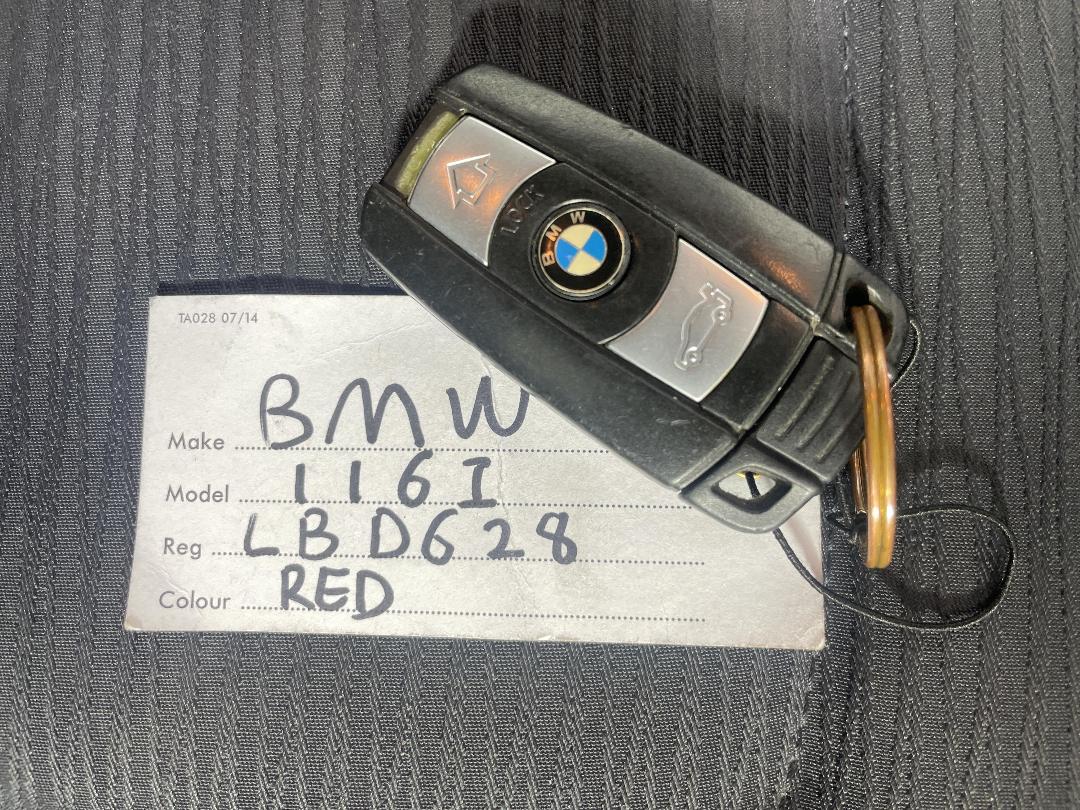 LOCK
BMW
TA028 07/14
Make BMW
Model 116I
Reg LBD628
Colour RED